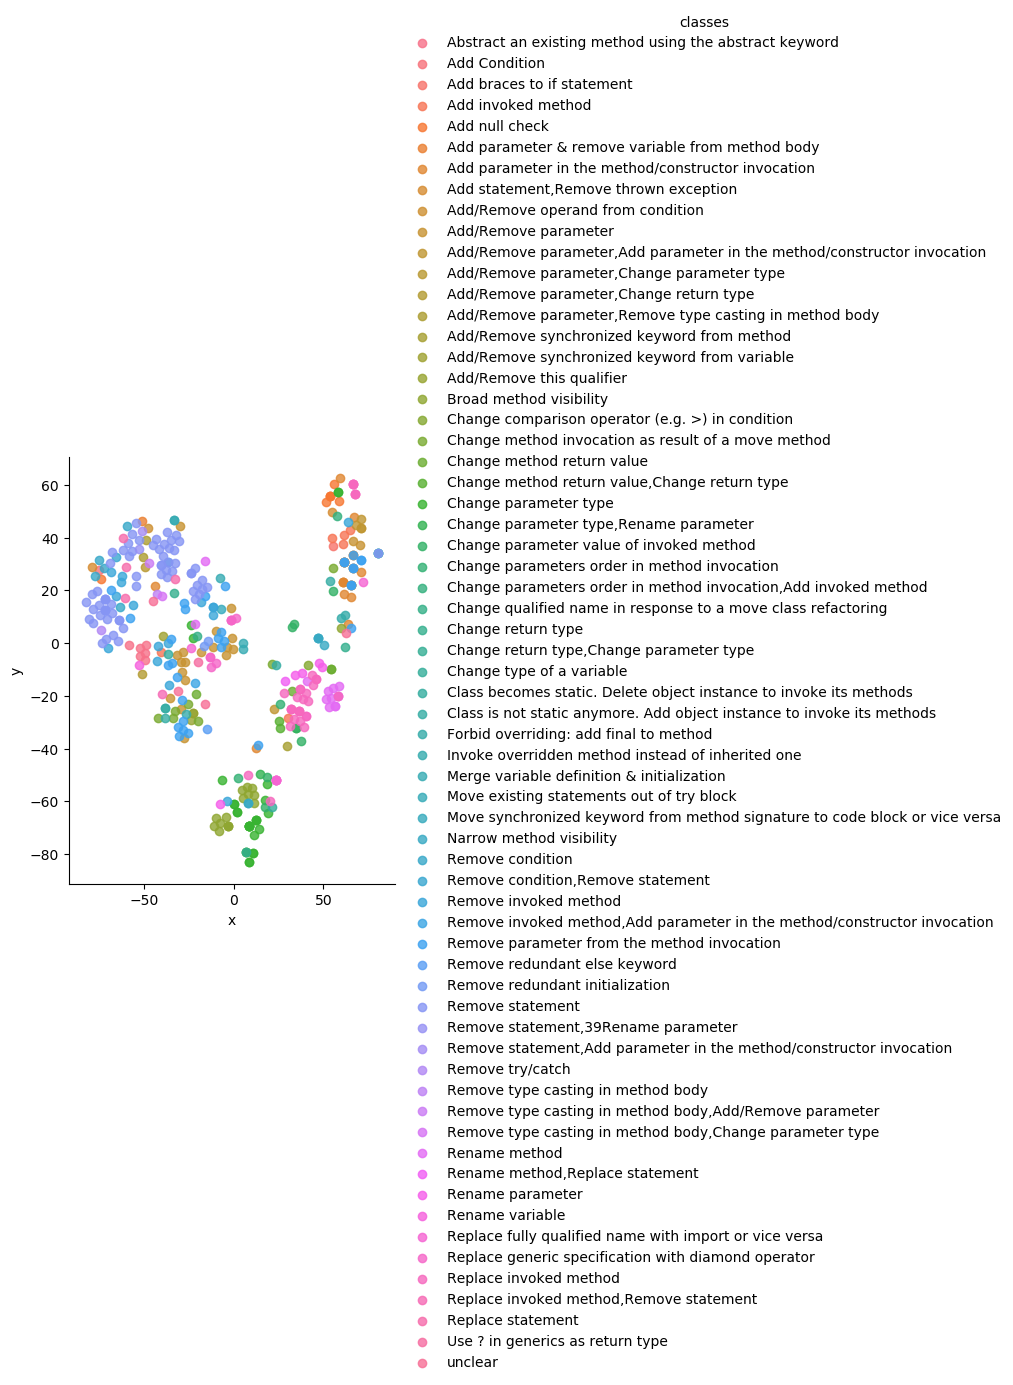 classes
Abstract an existing method using the abstract keyword
Add Condition
Add braces to if statement
Add invoked method
Add null check
Add parameter & remove variable from method body
Add parameter in the method/constructor invocation
Add statement,Remove thrown exception
Add/Remove operand from condition
Add/Remove parameter
Add/Remove parameter,Add parameter in the method/constructor invocation
Add/Remove parameter,Change parameter type
Add/Remove parameter,Change return type
Add/Remove parameter,Remove type casting in method body
Add/Remove synchronized keyword from method
Add/Remove synchronized keyword from variable
Add/Remove this qualifier
Broad method visibility
Change comparison operator (e.g. >) in condition
Change method invocation as result of a move method
Change method return value
Change method return value,Change return type
Change parameter type
Change parameter type,Rename parameter
Change parameter value of invoked method
Change parameters order in method invocation
Change parameters order in method invocation,Add invoked method
Change qualified name in response to a move class refactoring
Change return type
Change return type,Change parameter type
Change type of a variable
Class becomes static. Delete object instance to invoke its methods
Class is not static anymore. Add object instance to invoke its methods
Forbid overriding: add final to method
Invoke overridden method instead of inherited one
Merge variable definition & initialization
Move existing statements out of try block
Move synchronized keyword from method signature to code block or vice versa
Narrow method visibility
Remove condition
Remove condition,Remove statement
Remove invoked method
Remove invoked method,Add parameter in the method/constructor invocation
Remove parameter from the method invocation
Remove redundant else keyword
Remove redundant initialization
Remove statement
Remove statement,39Rename parameter
Remove statement,Add parameter in the method/constructor invocation
Remove try/catch
Remove type casting in method body
Remove type casting in method body,Add/Remove parameter
Remove type casting in method body,Change parameter type
Rename method
Rename method,Replace statement
Rename parameter
Rename variable
Replace fully qualified name with import or vice versa
Replace generic specification with diamond operator
Replace invoked method
Replace invoked method,Remove statement
Replace statement
Use ? in generics as return type
unclear
60
40
20
0
−20
−40
−60
−80
y
−50
0
50
x